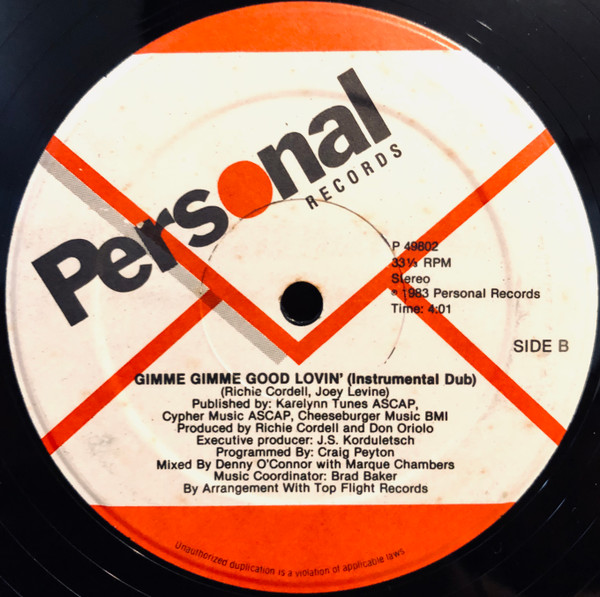 Personal
RECORDS
P 49802
33⅓ RPM
Stereo
℗ 1983 Personal Records
Time: 4:01
SIDE B
GIMME GIMME GOOD LOVIN' (Instrumental Dub)
(Richie Cordell, Joey Levine)
Published by: Karelynn Tunes ASCAP,
Cypher Music ASCAP, Cheeseburger Music BMI
Produced by Richie Cordell and Don Oriolo
Executive producer: J.S. Korduletsch
Programmed By: Craig Peyton
Mixed By Denny O'Connor with Marque Chambers
Music Coordinator: Brad Baker
By Arrangement With Top Flight Records
Unauthorized duplication is a violation of applicable laws